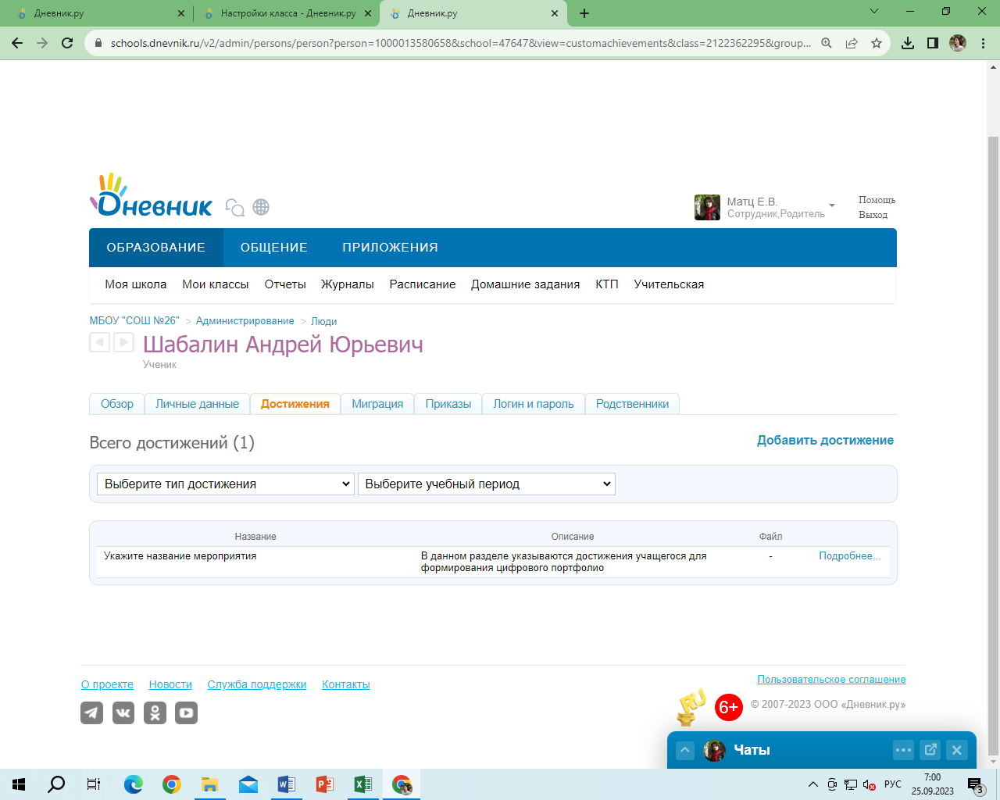 Дневник.ру
Настройки класса - Дневник.ру
Дневник.ру
schools.dnevnik.ru/v2/admin/persons/person?person=1000013580658&school=47647&view=customachievements&class=2122362295&group...
Дневник
Матц Е.В.
Сотрудник,Родитель
Помощь
Выход
ОБРАЗОВАНИЕ ОБЩЕНИЕ ПРИЛОЖЕНИЯ
Моя школа Мои классы Отчеты Журналы Расписание Домашние задания КТП Учительская
МБОУ "СОШ №26" > Администрирование > Люди
Шабалин Андрей Юрьевич
Ученик
Обзор Личные данные Достижения Миграция Приказы Логин и пароль Родственники
Всего достижений (1)
Добавить достижение
Выберите тип достижения Выберите учебный период
Название Описание Файл
Укажите название мероприятия В данном разделе указываются достижения учащегося для - Подробнее...
формирования цифрового портфолио
О проекте Новости Служба поддержки Контакты
Пользовательское соглашение
RU 6+ © 2007-2023 ООО «Дневник.ру»
Чаты
РУС
7:00
25.09.2023
3